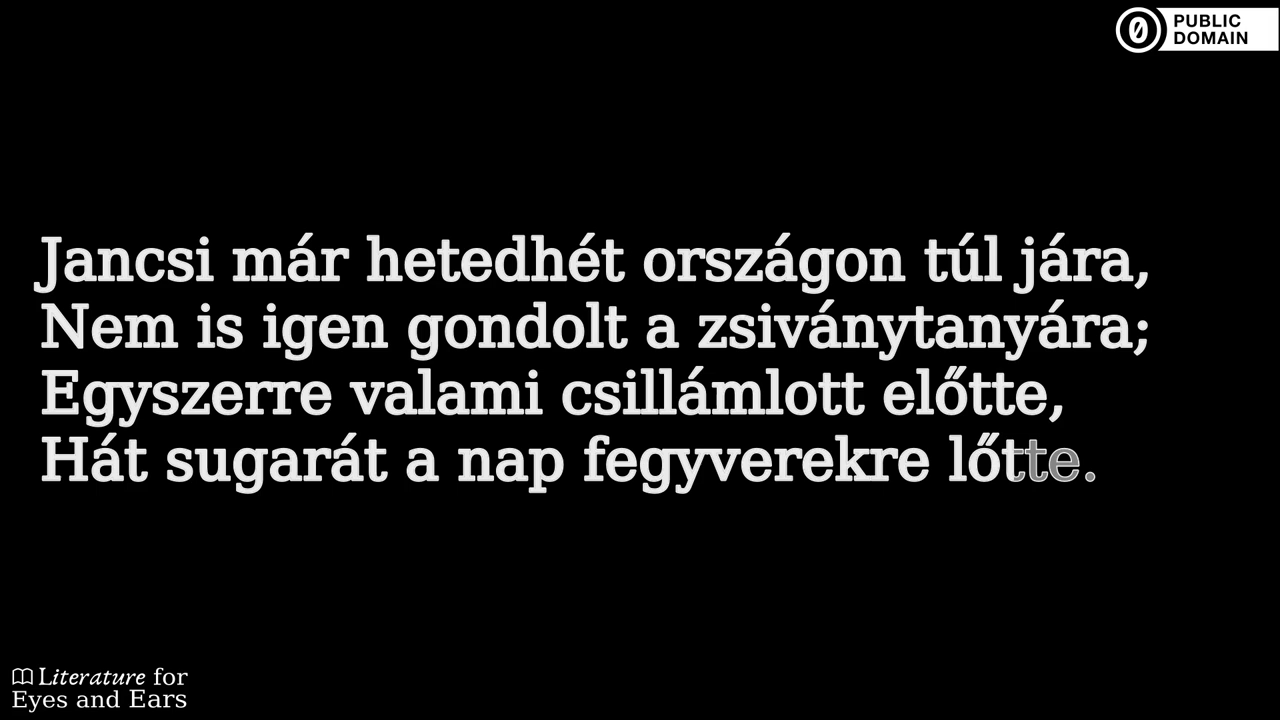 PUBLIC
DOMAIN
Jancsi már hetedhét országon túl jára,
Nem is igen gondolt a zsiványtanyára;
Egyszerre valami csillámlott előtte,
Hát sugarát a nap fegyverekre lőtte.
Literature for
Eyes and Ears